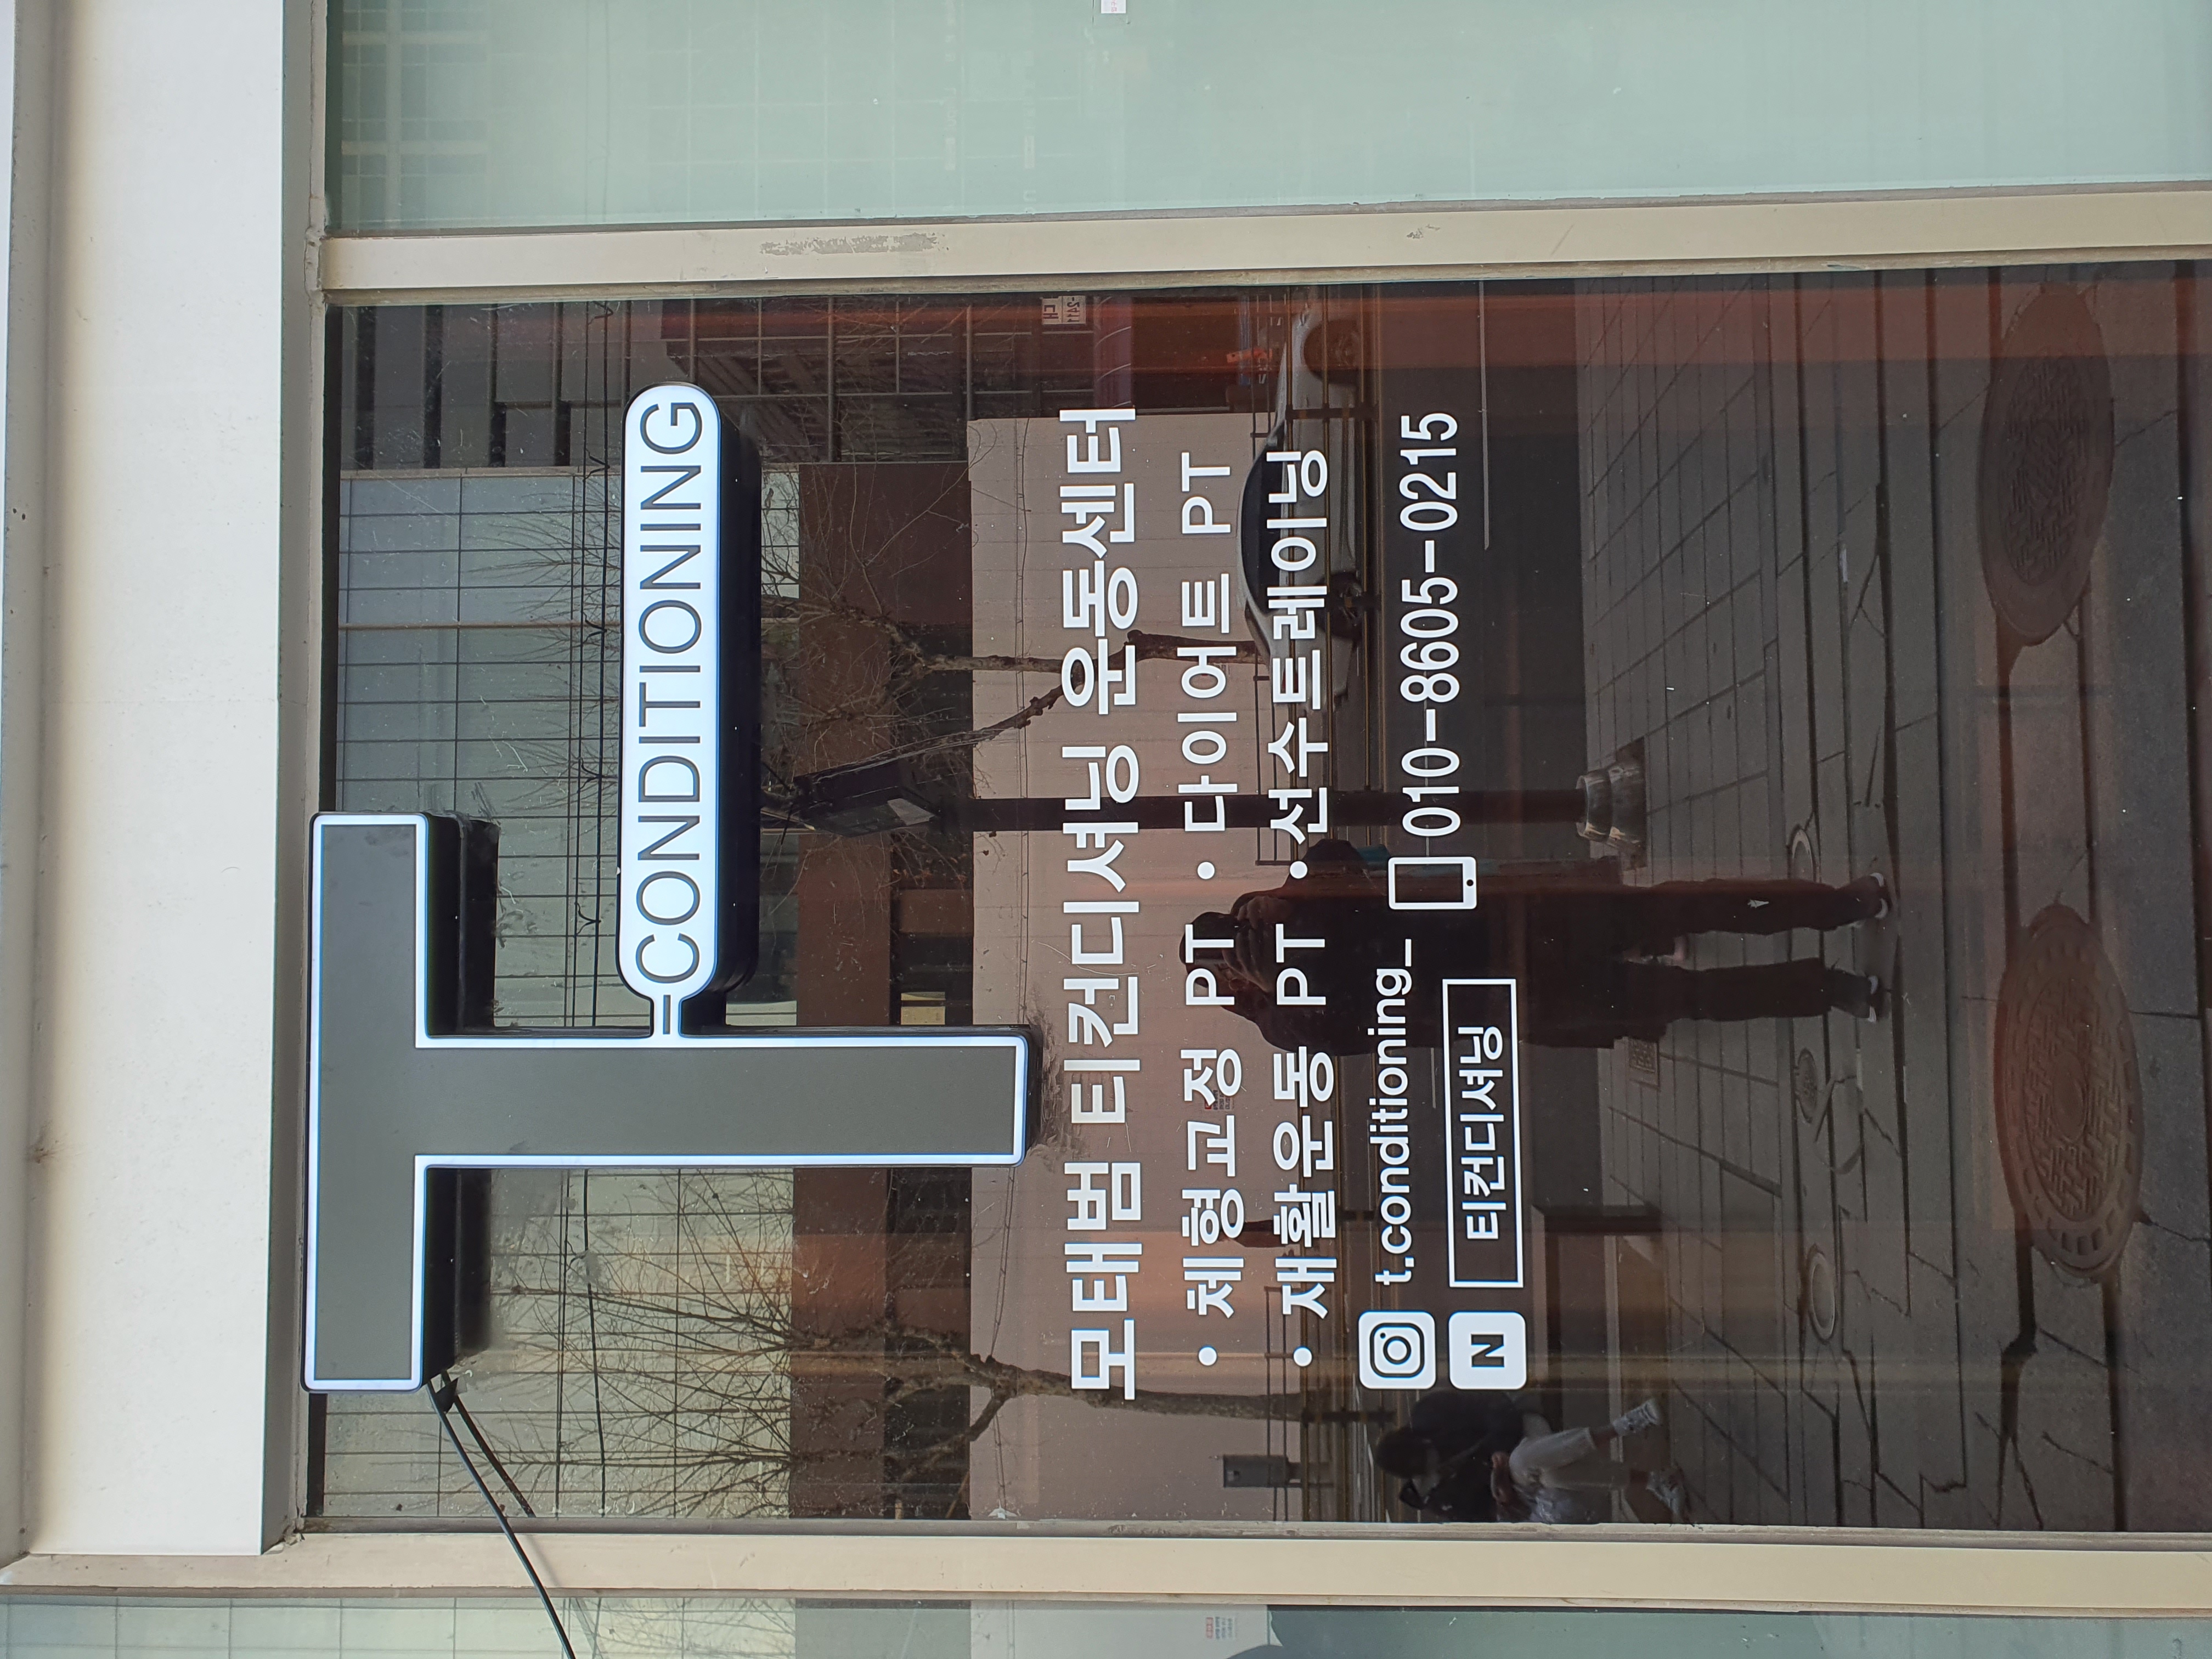 T
CONDITIONING
모태범 티컨디셔닝 운동센터
• 체형교정 PT • 다이어트 PT
• 재활운동 PT • 선수트레이닝
t.conditioning_ 010-8605-0215
N 티컨디셔닝